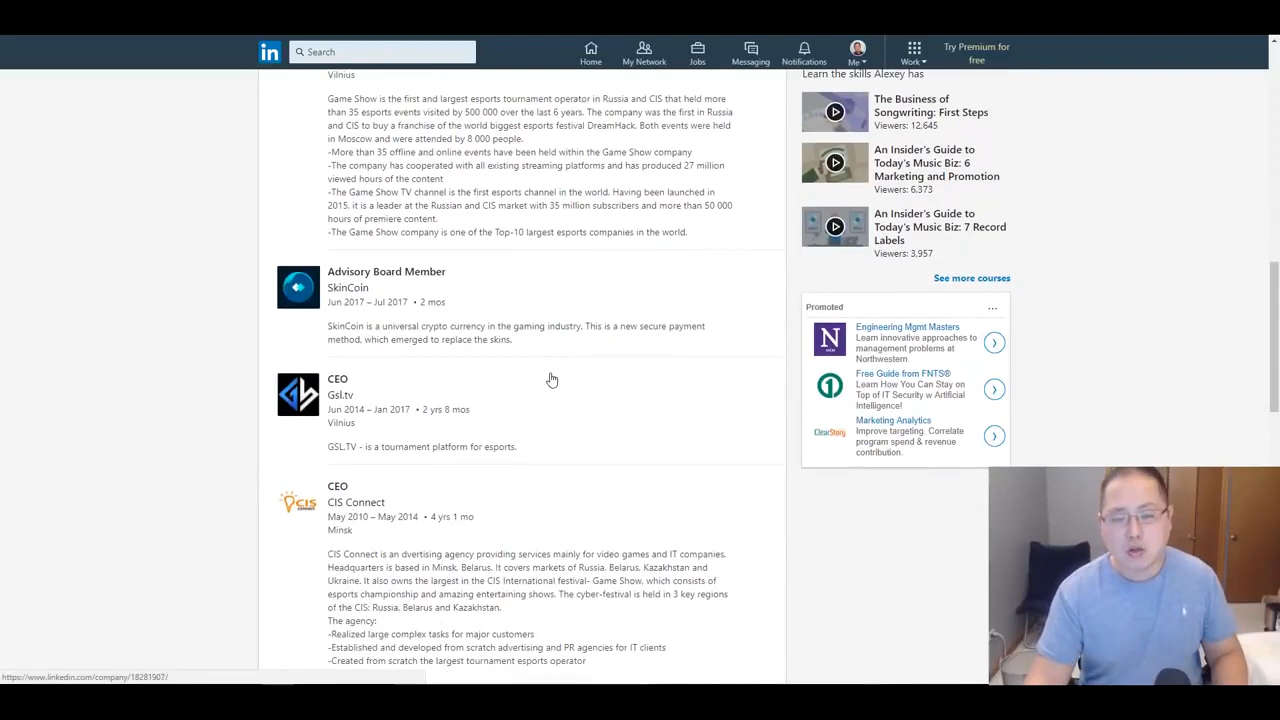 in
Search
Home
My Network
Jobs
Messaging
Notifications
Me
Work
Try Premium for
free
Vilnius
Game Show is the first and largest esports tournament operator in Russia and CIS that held more
than 35 esports events visited by 500 000 over the last 6 years. The company was the first in Russia
and CIS to buy a franchise of the world biggest esports festival DreamHack. Both events were held
in Moscow and were attended by 8 000 people.
-More than 35 offline and online events have been held within the Game Show company
-The company has cooperated with all existing streaming platforms and has produced 27 million
viewed hours of the content
-The Game Show TV channel is the first esports channel in the world. Having been launched in
2015, it is a leader at the Russian and CIS market with 35 million subscribers and more than 50 000
hours of premiere content.
-The Game Show company is one of the Top-10 largest esports companies in the world.
Advisory Board Member
SkinCoin
Jun 2017 – Jul 2017 • 2 mos
SkinCoin is a universal crypto currency in the gaming industry. This is a new secure payment
method, which emerged to replace the skins.
CEO
Gsl.tv
Jun 2014 – Jan 2017 • 2 yrs 8 mos
Vilnius
GSL.TV - is a tournament platform for esports.
CIS
CONNECT
CEO
CIS Connect
May 2010 – May 2014 • 4 yrs 1 mo
Minsk
CIS Connect is an dvertising agency providing services mainly for video games and IT companies.
Headquarters is based in Minsk, Belarus. It covers markets of Russia, Belarus, Kazakhstan and
Ukraine. It also owns the largest in the CIS International festival- Game Show, which consists of
esports championship and amazing entertaining shows. The cyber-festival is held in 3 key regions
of the CIS: Russia, Belarus and Kazakhstan.
The agency:
-Realized large complex tasks for major customers
-Established and developed from scratch advertising and PR agencies for IT clients
-Created from scratch the largest tournament esports operator
Learn the skills Alexey has
The Business of
Songwriting: First Steps
Viewers: 12,645
An Insider's Guide to
Today's Music Biz: 6
Marketing and Promotion
Viewers: 6,373
An Insider's Guide to
Today's Music Biz: 7 Record
Labels
Viewers: 3,957
See more courses
Promoted
...
N
Engineering Mgmt Masters
Learn innovative approaches to
management problems at
Northwestern.
1
Free Guide from FNTS®
Learn How You Can Stay on
Top of IT Security w Artificial
Intelligence!
ClearStory
Marketing Analytics
Improve targeting. Correlate
program spend & revenue
contribution.
https://www.linkedin.com/company/18281907/